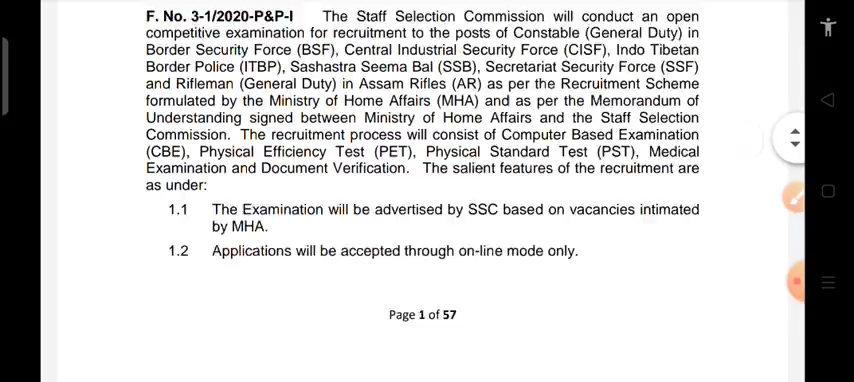 F. No. 3-1/2020-P&P-I The Staff Selection Commission will conduct an open
competitive examination for recruitment to the posts of Constable (General Duty) in
Border Security Force (BSF), Central Industrial Security Force (CISF), Indo Tibetan
Border Police (ITBP), Sashastra Seema Bal (SSB), Secretariat Security Force (SSF)
and Rifleman (General Duty) in Assam Rifles (AR) as per the Recruitment Scheme
formulated by the Ministry of Home Affairs (MHA) and as per the Memorandum of
Understanding signed between Ministry of Home Affairs and the Staff Selection
Commission. The recruitment process will consist of Computer Based Examination
(CBE), Physical Efficiency Test (PET), Physical Standard Test (PST), Medical
Examination and Document Verification. The salient features of the recruitment are
as under:
1.1 The Examination will be advertised by SSC based on vacancies intimated
by MHA.
1.2 Applications will be accepted through on-line mode only.
Page 1 of 57